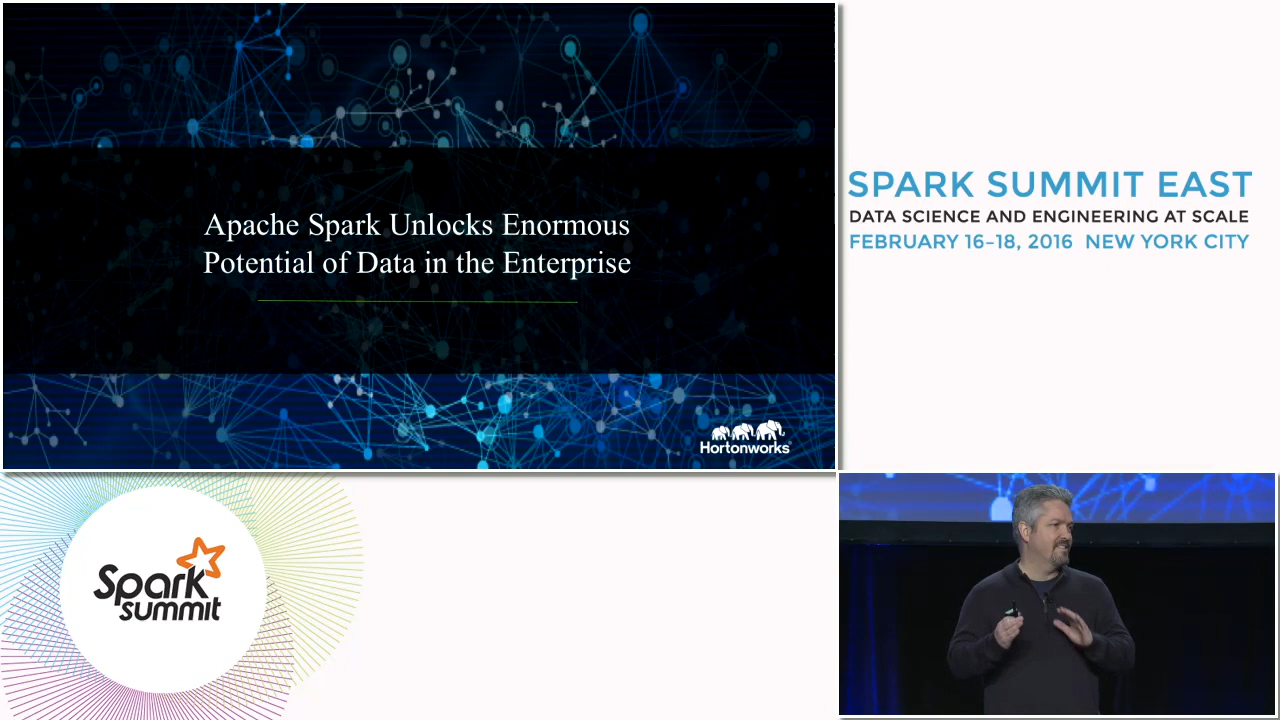 Apache Spark Unlocks Enormous
Potential of Data in the Enterprise
Hortonworks
SPARK SUMMIT EAST
DATA SCIENCE AND ENGINEERING AT SCALE
FEBRUARY 16-18, 2016 NEW YORK CITY
Spark
summit